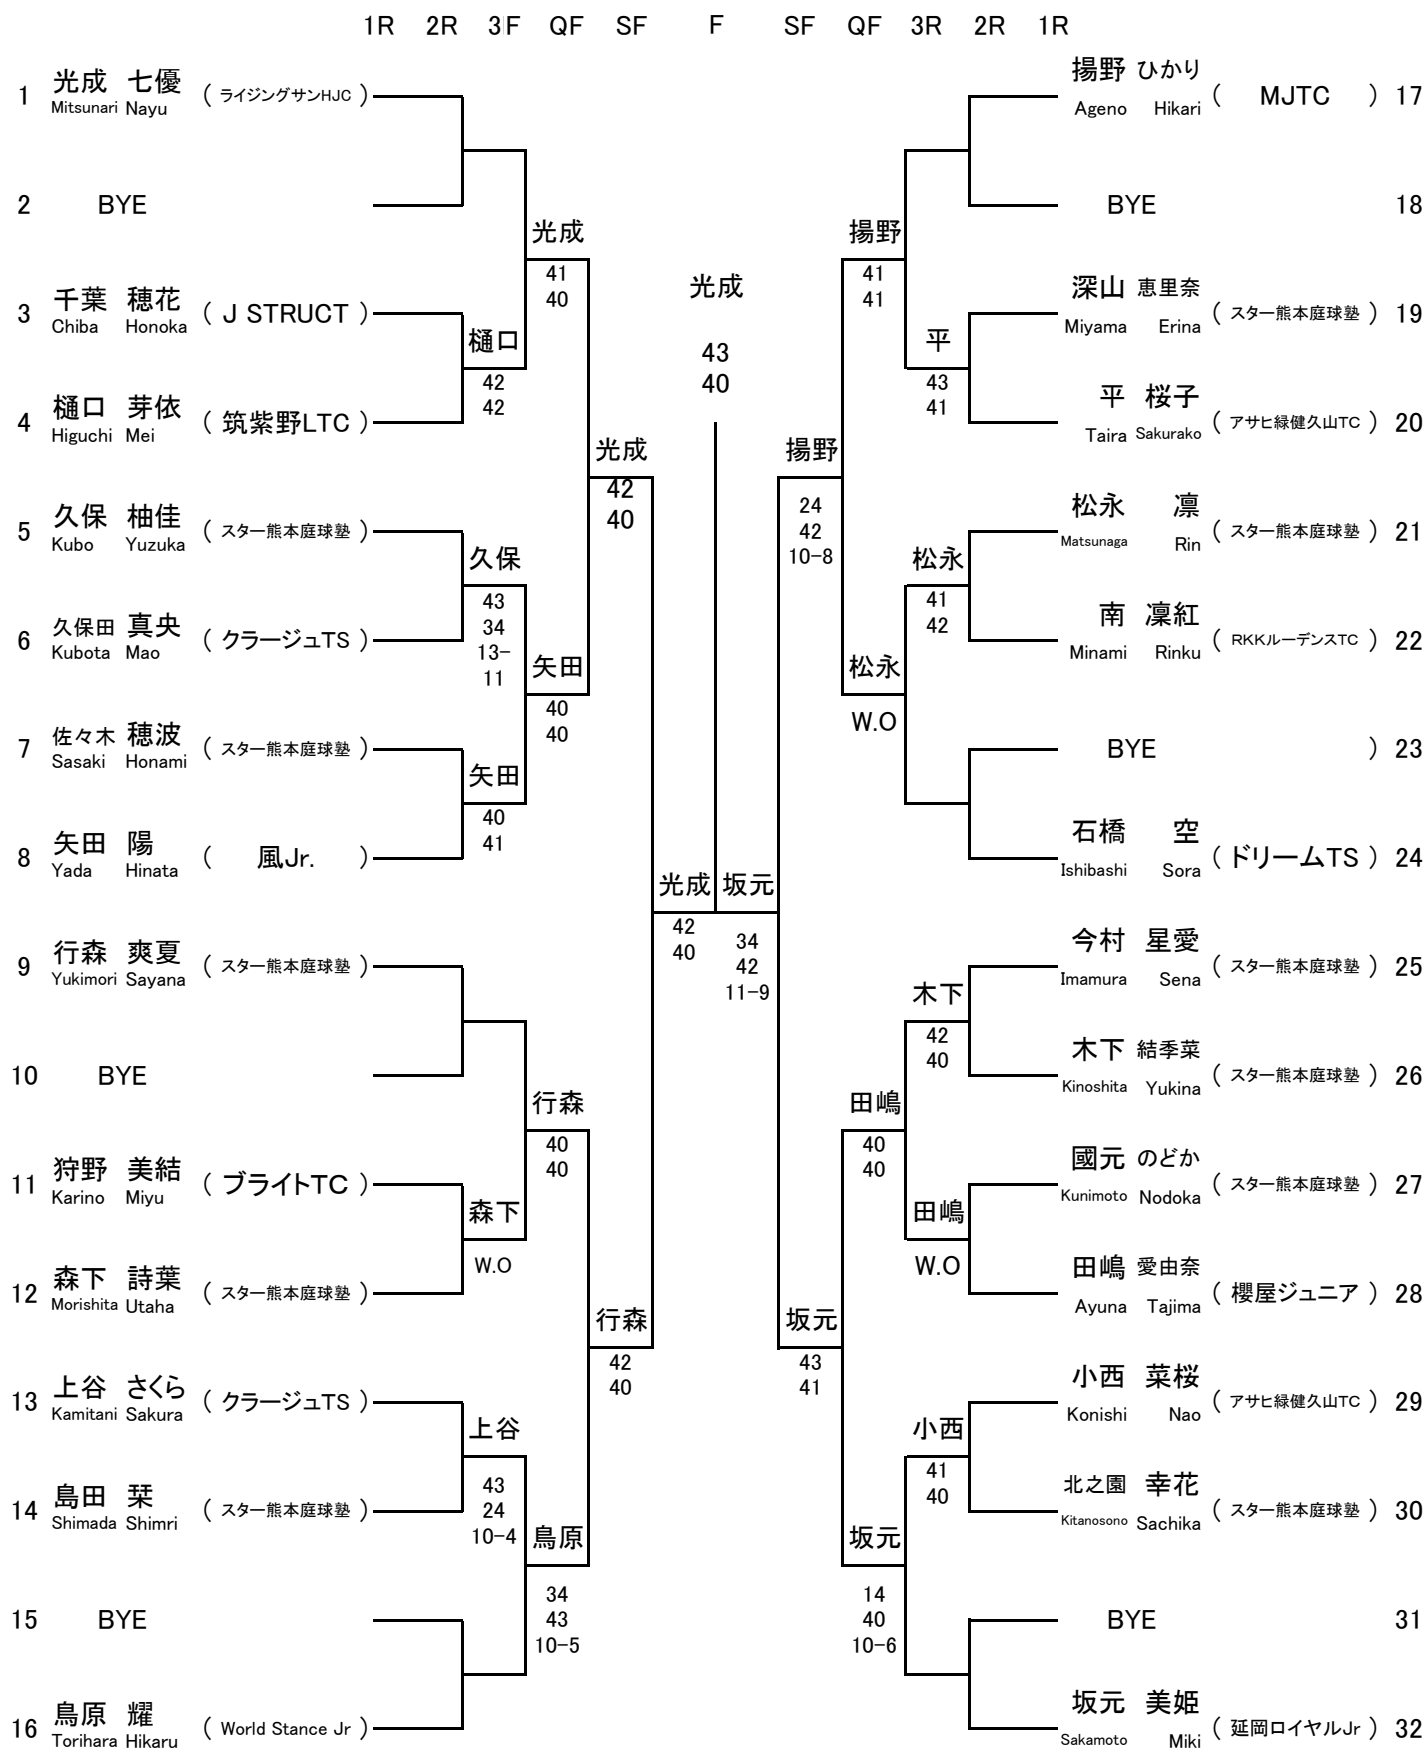 1R 2R 3F QF SF F SF QF 3R 2R 1R
1 光成 七優 ( ライジングサンHJC )
Mitsunari Nayu
2 BYE
3 千葉 穂花 ( J STRUCT )
Chiba Honoka
4 樋口 芽依 ( 筑紫野LTC )
Higuchi Mei
5 久保 柚佳 ( スター熊本庭球塾 )
Kubo Yuzuka
6 久保田 真央 ( クラージュTS )
Kubota Mao
7 佐々木 穂波 ( スター熊本庭球塾 )
Sasaki Honami
8 矢田 陽 ( 風Jr. )
Yada Hinata
9 行森 爽夏 ( スター熊本庭球塾 )
Yukimori Sayana
10 BYE
11 狩野 美結 ( ブライトTC )
Karino Miyu
12 森下 詩葉 ( スター熊本庭球塾 )
Morishita Utaha
13 上谷 さくら ( クラージュTS )
Kamitani Sakura
14 島田 栞 ( スター熊本庭球塾 )
Shimada Shimri
15 BYE
16 鳥原 耀 ( World Stance Jr )
Torihara Hikaru
樋口
42
42
久保
43
34
13-
11
矢田
40
41
森下
W.O
上谷
43
24
10-4
光成
41
40
矢田
40
40
行森
40
40
鳥原
34
43
10-5
光成
42
40
行森
42
40
光成
42
40
光成
43
40
坂元
34
42
11-9
揚野
24
42
10-8
坂元
43
41
揚野
41
41
松永
W.O
田嶋
40
40
坂元
14
40
10-6
平
43
41
松永
41
42
木下
42
40
田嶋
W.O
小西
41
40
揚野 ひかり ( MJTC ) 17
Ageno Hikari
BYE 18
深山 恵里奈 ( スター熊本庭球塾 ) 19
Miyama Erina
平 桜子 ( アサヒ緑健久山TC ) 20
Taira Sakurako
松永 凛 ( スター熊本庭球塾 ) 21
Matsunaga Rin
南 凜紅 ( RKKルーデンスTC ) 22
Minami Rinku
BYE ) 23
石橋 空 ( ドリームTS ) 24
Ishibashi Sora
今村 星愛 ( スター熊本庭球塾 ) 25
Imamura Sena
木下 結季菜 ( スター熊本庭球塾 ) 26
Kinoshita Yukina
國元 のどか ( スター熊本庭球塾 ) 27
Kunimoto Nodoka
田嶋 愛由奈 ( 櫻屋ジュニア ) 28
Ayuna Tajima
小西 菜桜 ( アサヒ緑健久山TC ) 29
Konishi Nao
北之園 幸花 ( スター熊本庭球塾 ) 30
Kitanosono Sachika
BYE 31
坂元 美姫 ( 延岡ロイヤルJr ) 32
Sakamoto Miki